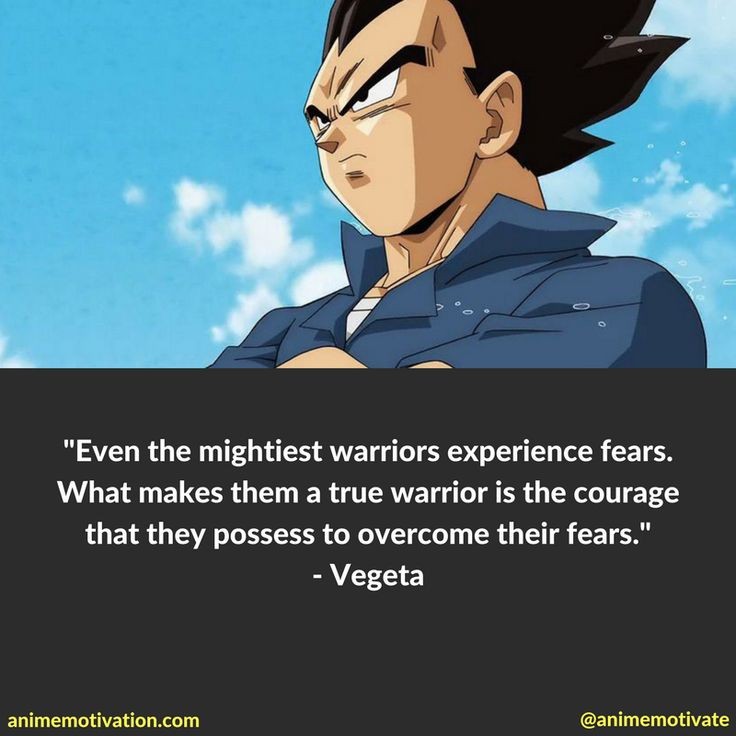 "Even the mightiest warriors experience fears.
What makes them a true warrior is the courage
that they possess to overcome their fears."
- Vegeta
animemotivation.com
@animemotivate